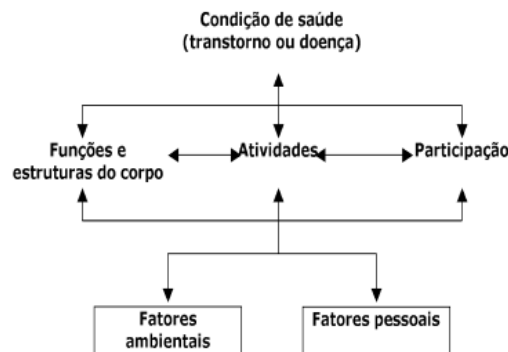 Condição de saúde
(transtorno ou doença)
Funções e
estruturas do corpo
Atividades
Participação
Fatores
ambientais
Fatores pessoais